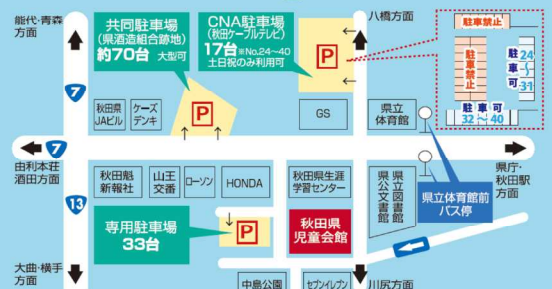 能代・青森
方面
共同駐車場
(県酒造組合跡地)
約70台 大型可
CNA駐車場
(秋田ケーブルテレビ)
17台 ※No.24～40
土日祝のみ利用可
八橋方面
駐車禁止
駐車禁止
駐車可
24
～
31
駐車可
32～40
P
7
秋田県
JAビル
ケーズ
デンキ
P
GS
県立
体育館
7
由利本荘
酒田方面
県庁・
秋田駅
方面
秋田魁
新報社
山王
交番
ローソン
HONDA
秋田県生涯
学習センター
県立図書館
県公文書館
県立体育館前
バス停
13
専用駐車場
33台
P
秋田県
児童会館
大曲・横手
方面
中島公園
セブンイレブン
川尻方面